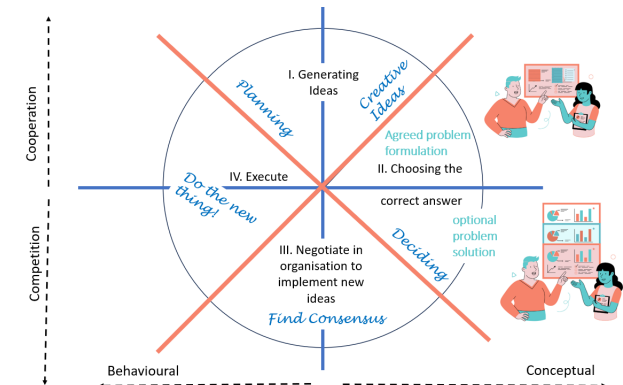 I. Generating
Ideas
Planning
Creative
Ideas
Agreed problem
formulation
II. Choosing the
correct answer
optional
problem
solution
Deciding
III. Negotiate in
organisation to
implement new
ideas
Find Consensus
IV. Execute
Do the new
thing!
Cooperation
Competition
Behavioural
Conceptual